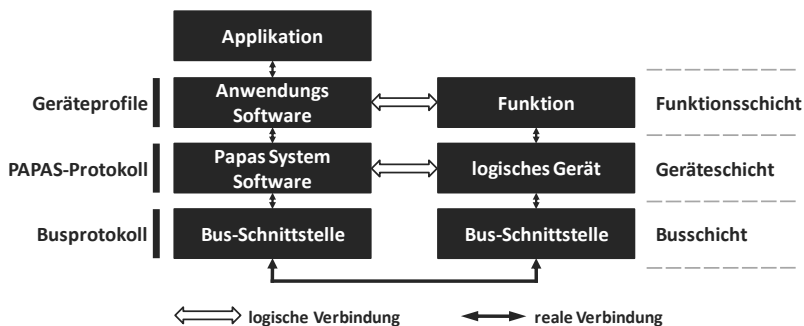 Applikation
Geräteprofile
Anwendungs
Software
Funktion
Funktionsschicht
PAPAS-Protokoll
Papas System
Software
logisches Gerät
Geräteschicht
Busprotokoll
Bus-Schnittstelle
Bus-Schnittstelle
Busschicht
logische Verbindung
reale Verbindung